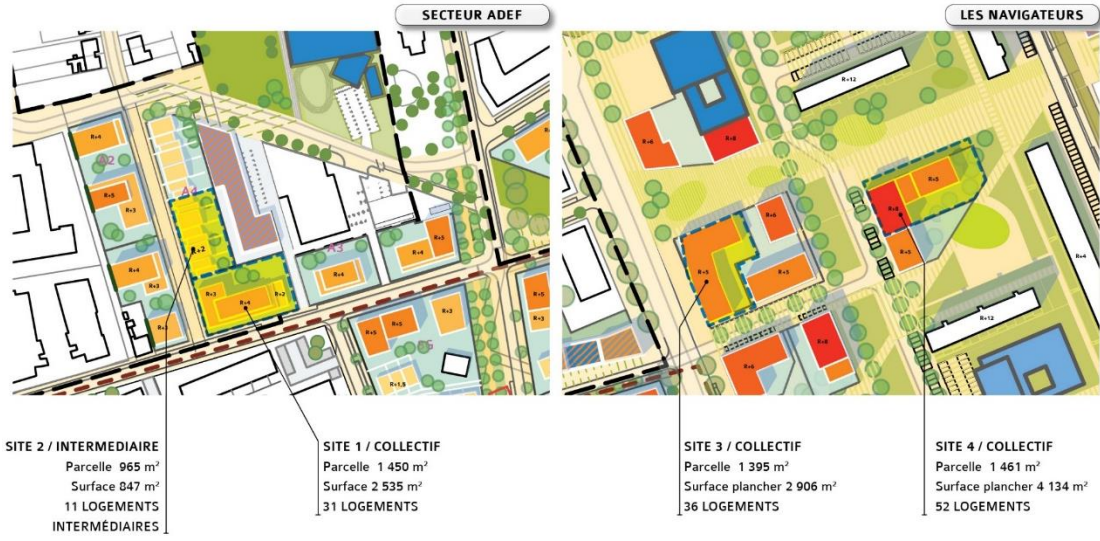 SECTEUR ADEF
LES NAVIGATEURS
R+4
A2
R+5
R+3
R+4
R+3
R+3
A1
R+2
R+3
R+4
R+2
A3
R+4
R+5
R+4
R+5
R+5
R+3
R+1,5
R+5
R+3
R+12
R+6
R+8
R+5
R+8
R+5
R+6
R+5
R+5
R+4
R+12
R+8
R+6
SITE 2 / INTERMEDIAIRE
Parcelle 965 m²
Surface 847 m²
11 LOGEMENTS
INTERMÉDIAIRES
SITE 1 / COLLECTIF
Parcelle 1 450 m²
Surface 2 535 m²
31 LOGEMENTS
SITE 3 / COLLECTIF
Parcelle 1 395 m²
Surface plancher 2 906 m²
36 LOGEMENTS
SITE 4 / COLLECTIF
Parcelle 1 461 m²
Surface plancher 4 134 m²
52 LOGEMENTS